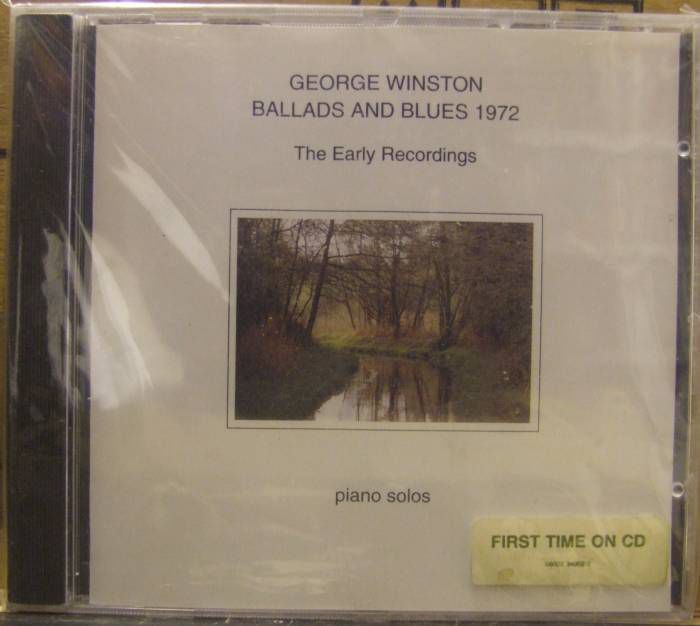 GEORGE WINSTON
BALLADS AND BLUES 1972
The Early Recordings
piano solos
FIRST TIME ON CD